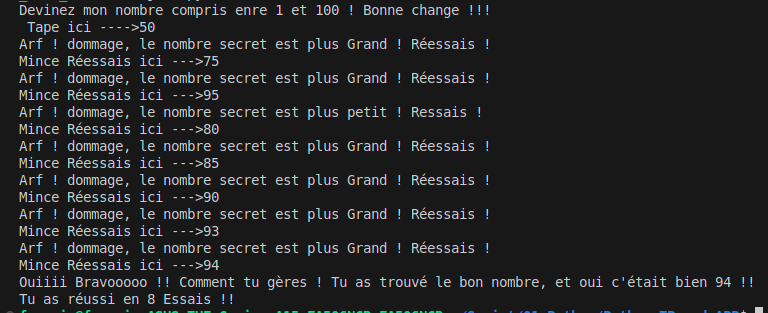 Devinez mon nombre compris enre 1 et 100 ! Bonne change !!!
Tape ici ---->50
Arf ! dommage, le nombre secret est plus Grand ! Réessais !
Mince Réessais ici --->75
Arf ! dommage, le nombre secret est plus Grand ! Réessais !
Mince Réessais ici --->95
Arf ! dommage, le nombre secret est plus petit ! Ressais !
Mince Réessais ici --->80
Arf ! dommage, le nombre secret est plus Grand ! Réessais !
Mince Réessais ici --->85
Arf ! dommage, le nombre secret est plus Grand ! Réessais !
Mince Réessais ici --->90
Arf ! dommage, le nombre secret est plus Grand ! Réessais !
Mince Réessais ici --->93
Arf ! dommage, le nombre secret est plus Grand ! Réessais !
Mince Réessais ici --->94
Ouiiii Bravooooo !! Comment tu gères ! Tu as trouvé le bon nombre, et oui c'était bien 94 !!
Tu as réussi en 8 Essais !!